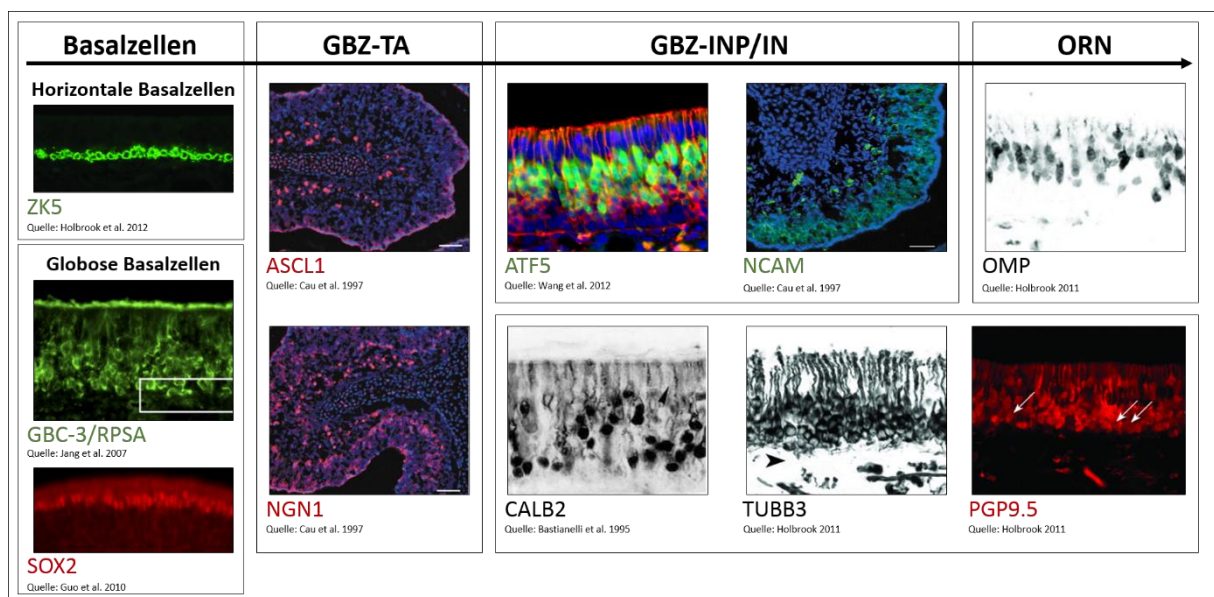 Basalzellen
GBZ-TA
GBZ-INP/IN
ORN
Horizontale Basalzellen
ZK5
Quelle: Holbrook et al. 2012
Globose Basalzellen
GBC-3/RPSA
Quelle: Jang et al. 2007
SOX2
Quelle: Guo et al. 2010
ASCL1
Quelle: Cau et al. 1997
NGN1
Quelle: Cau et al. 1997
ATF5
Quelle: Wang et al. 2012
NCAM
Quelle: Cau et al. 1997
OMP
Quelle: Holbrook 2011
CALB2
Quelle: Bastianelli et al. 1995
TUBB3
Quelle: Holbrook 2011
PGP9.5
Quelle: Holbrook 2011